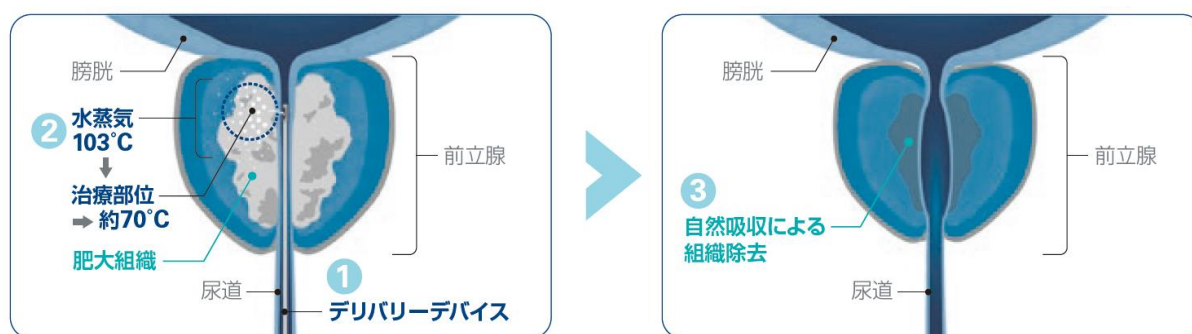 膀胱
② 水蒸気
103℃
治療部位
➡ 約70℃
肥大組織
前立腺
尿道
①
デリバリーデバイス
膀胱
前立腺
③
自然吸収による
組織除去
尿道